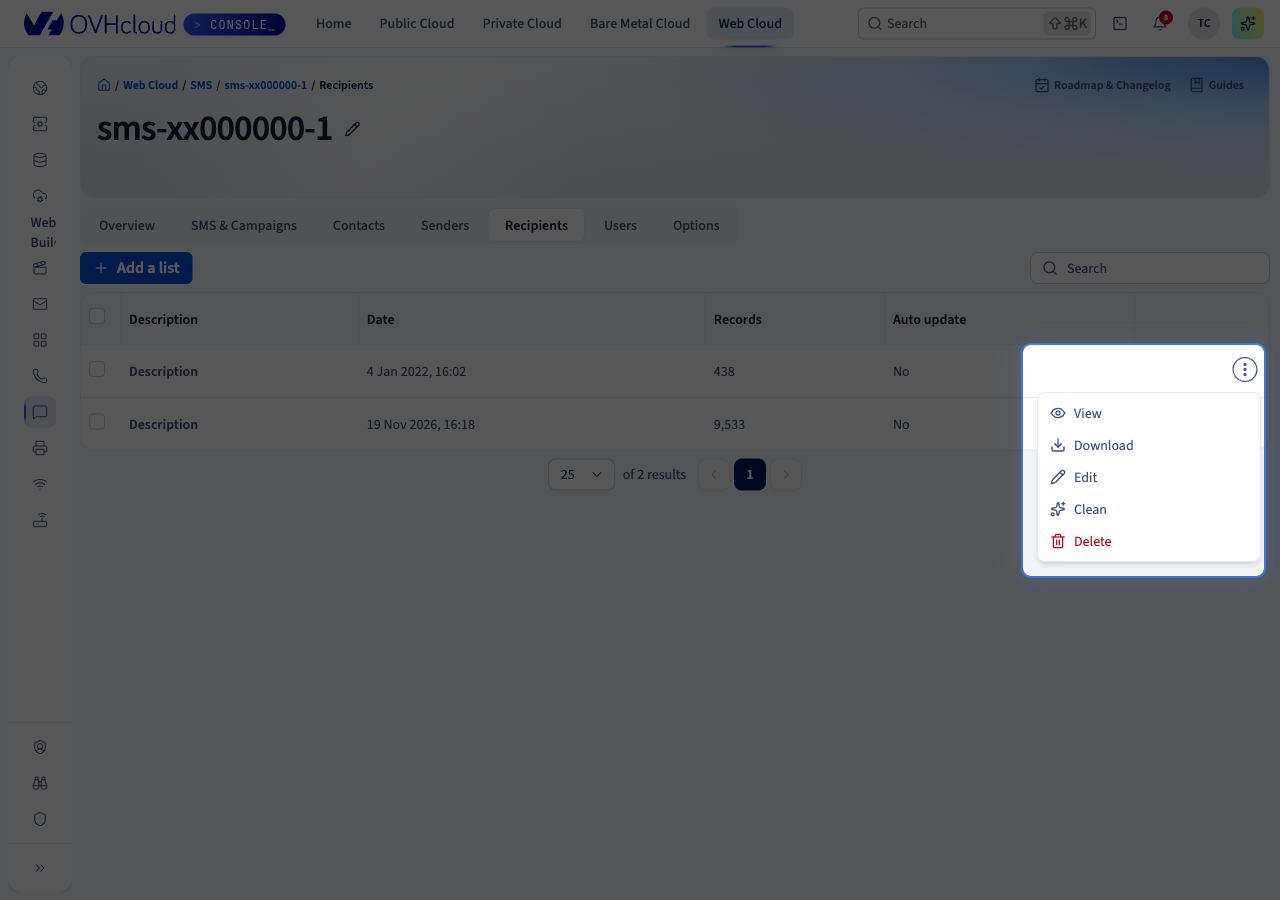 OVHcloud > CONSOLE_ Home Public Cloud Private Cloud Bare Metal Cloud Web Cloud Search ⇧⌘K 8 TC
/ Web Cloud / SMS / sms-xx000000-1 / Recipients Roadmap & Changelog Guides
sms-xx000000-1
Web
Buil
Overview SMS & Campaigns Contacts Senders Recipients Users Options
+ Add a list Search
Description Date Records Auto update
Description 4 Jan 2022, 16:02 438 No
Description 19 Nov 2026, 16:18 9,533 No
25 of 2 results 1
View
Download
Edit
Clean
Delete